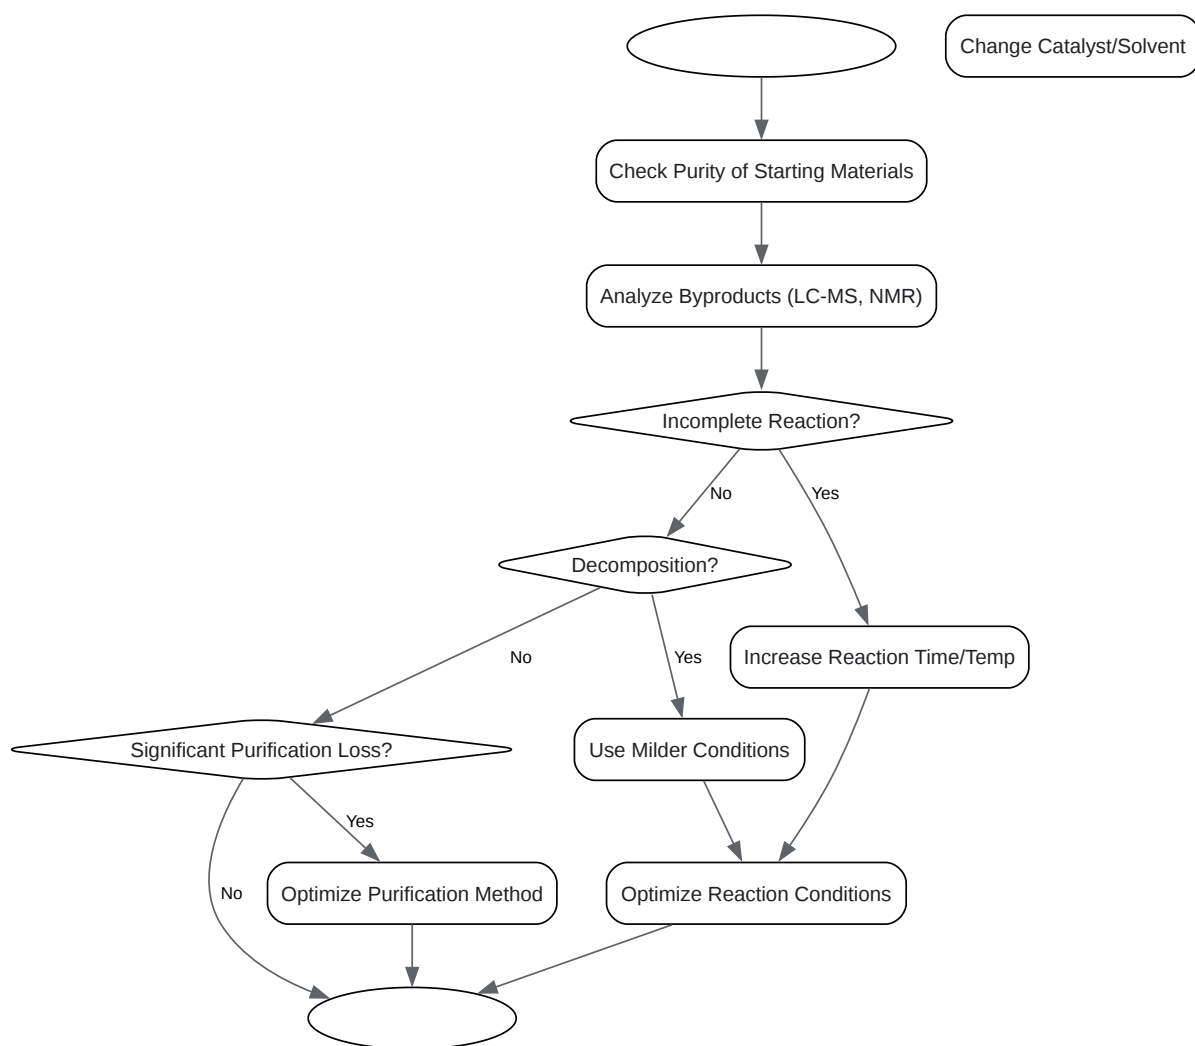 Change Catalyst/Solvent
Check Purity of Starting Materials
Analyze Byproducts (LC-MS, NMR)
Incomplete Reaction?
No
Yes
Decomposition?
No
Yes
Increase Reaction Time/Temp
Significant Purification Loss?
Use Milder Conditions
Yes
No
Optimize Purification Method
Optimize Reaction Conditions